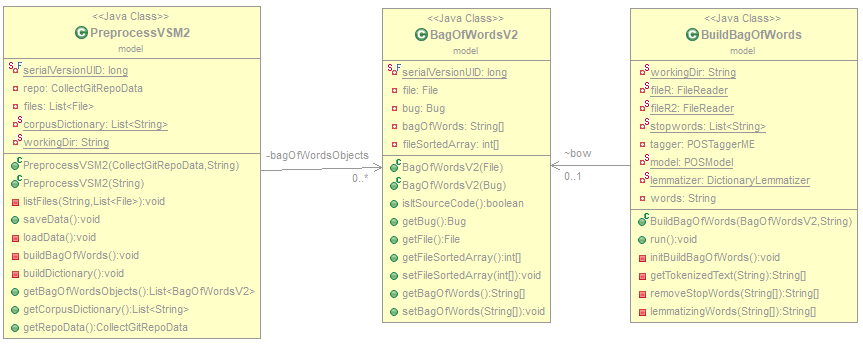 <<Java Class>>
PreprocessVSM2
model
serialVersionUID: long
repo: CollectGitRepoData
files: List<File>
corpusDictionary: List<String>
workingDir: String
PreprocessVSM2(CollectGitRepoData,String)
PreprocessVSM2(String)
listFiles(String,List<File>):void
saveData():void
loadData():void
buildBagOfWords():void
buildDictionary():void
getBagOfWordsObjects():List<BagOfWordsV2>
getCorpusDictionary():List<String>
getRepoData():CollectGitRepoData
-bagOfWordsObjects
0..*
<<Java Class>>
BagOfWordsV2
model
serialVersionUID: long
file: File
bug: Bug
bagOfWords: String[]
fileSortedArray: int[]
BagOfWordsV2(File)
BagOfWordsV2(Bug)
isItSourceCode():boolean
getBug():Bug
getFile():File
getFileSortedArray():int[]
setFileSortedArray(int[]):void
getBagOfWords():String[]
setBagOfWords(String[]):void
~bow
0..1
<<Java Class>>
BuildBagOfWords
model
workingDir: String
fileR: FileReader
fileR2: FileReader
stopwords: List<String>
tagger: POSTaggerME
model: POSModel
lemmatizer: DictionaryLemmatizer
words: String
BuildBagOfWords(BagOfWordsV2,String)
run():void
initBuildBagOfWords():void
getTokenizedText(String):String[]
removeStopWords(String[]):String[]
lemmatizingWords(String[]):String[]